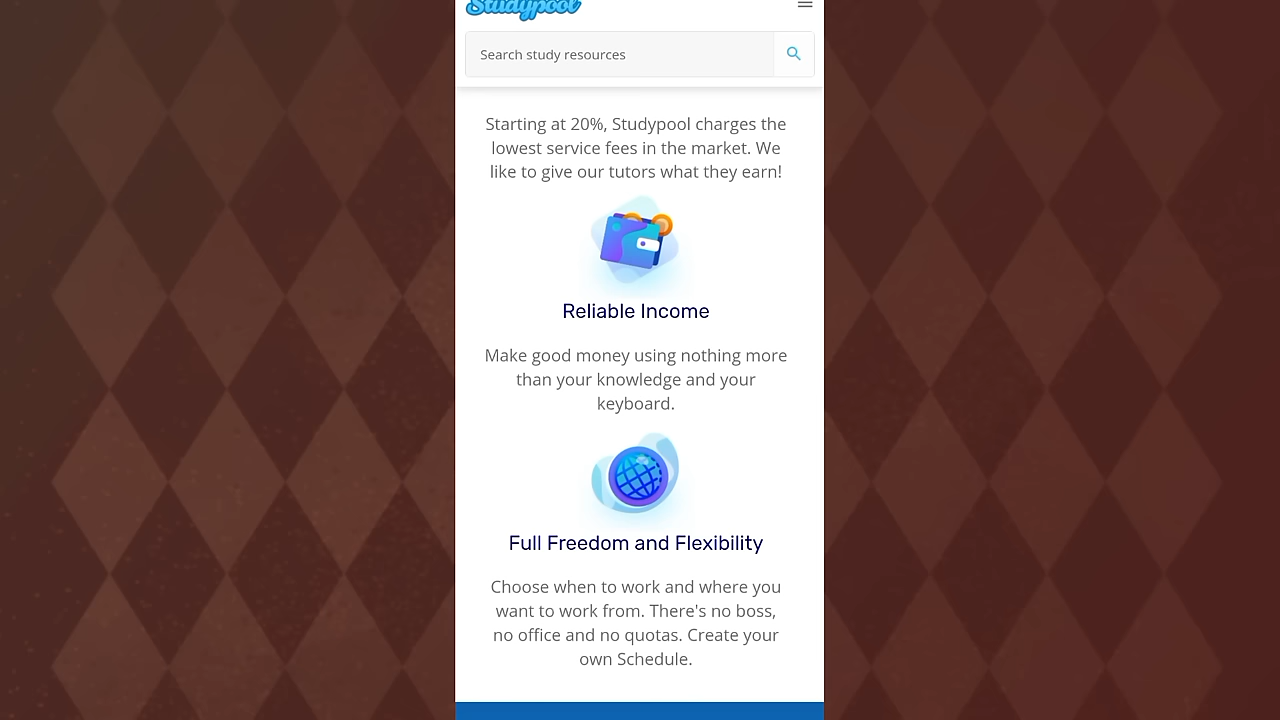 Studypool
Search study resources
Starting at 20%, Studypool charges the
lowest service fees in the market. We
like to give our tutors what they earn!
Reliable Income
Make good money using nothing more
than your knowledge and your
keyboard.
Full Freedom and Flexibility
Choose when to work and where you
want to work from. There's no boss,
no office and no quotas. Create your
own Schedule.